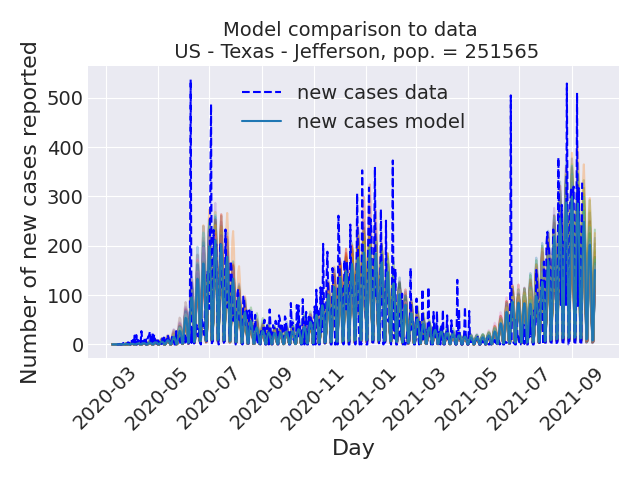 Model comparison to data
US - Texas - Jefferson, pop. = 251565
Number of new cases reported
500
400
300
200
100
0
new cases data
new cases model
2020-03
2020-05
2020-07
2020-09
2020-11
2021-01
2021-03
2021-05
2021-07
2021-09
Day